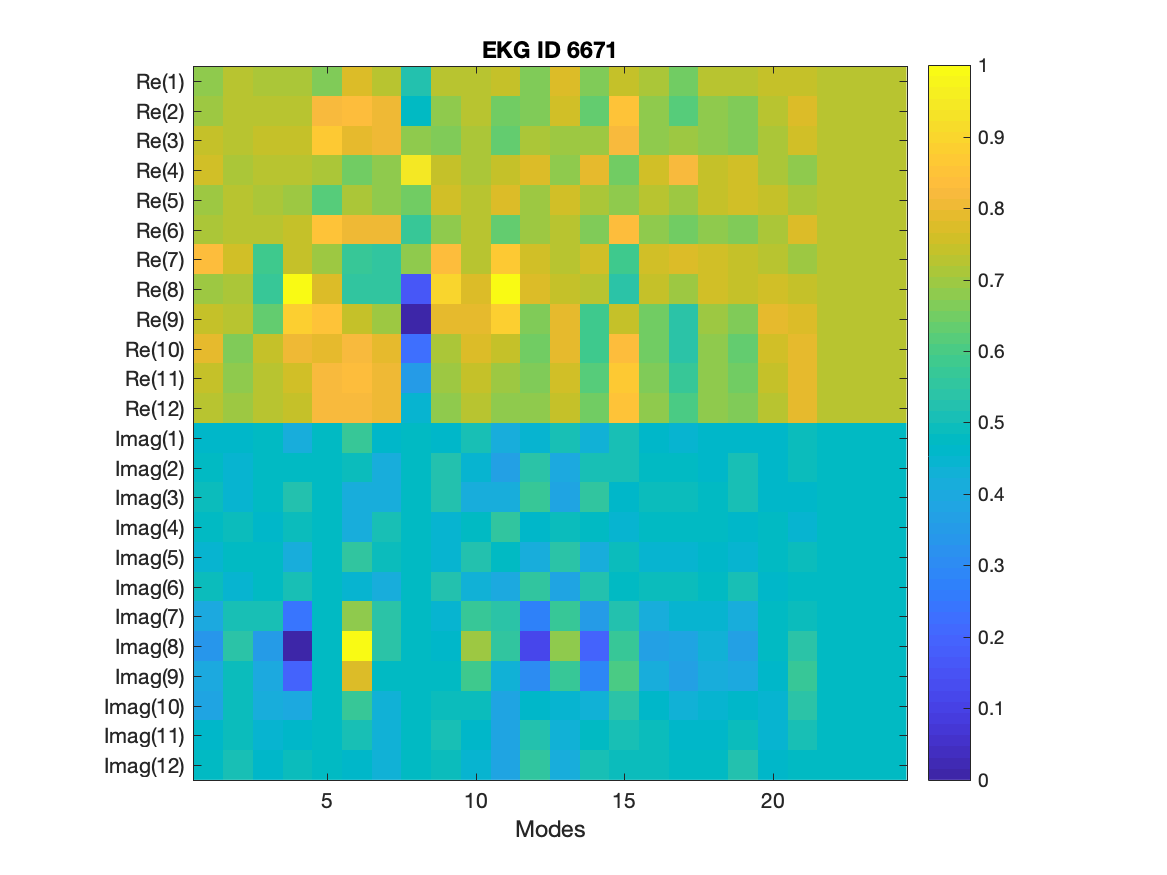 EKG ID 6671
Re(1)
Re(2)
Re(3)
Re(4)
Re(5)
Re(6)
Re(7)
Re(8)
Re(9)
Re(10)
Re(11)
Re(12)
Imag(1)
Imag(2)
Imag(3)
Imag(4)
Imag(5)
Imag(6)
Imag(7)
Imag(8)
Imag(9)
Imag(10)
Imag(11)
Imag(12)
5 10 15 20
Modes
1
0.9
0.8
0.7
0.6
0.5
0.4
0.3
0.2
0.1
0